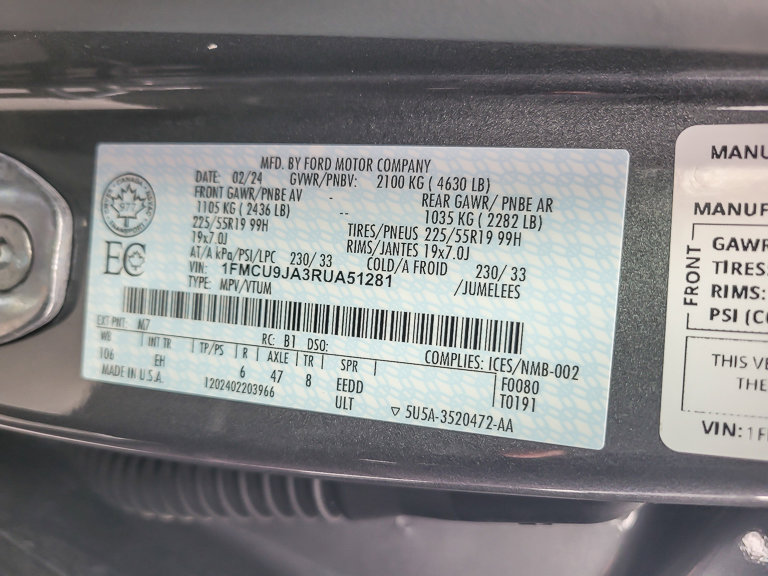 MFD. BY FORD MOTOR COMPANY
DATE: 02/24 GVWR/PNBV: 2100 KG ( 4630 LB)
FRONT GAWR/PNBE AV - REAR GAWR/ PNBE AR
1105 KG ( 2436 LB) -- 1035 KG ( 2282 LB)
225/55R19 99H TIRES/PNEUS 225/55R19 99H
19x7.0J RIMS/JANTES 19x7.0J
AT/A kPa/PSI/LPC 230/ 33 COLD/A FROID 230/ 33
VIN: 1FMCU9JA3RUA51281 /JUMELEES
TYPE: MPV/VTUM
EC
EXT PNT: M7 RC: B1 DSO: COMPLIES: ICES/NMB-002
WB INT TR TP/PS R AXLE TR SPR F0080
106 EH 6 47 8 EEDD T0191
MADE IN U.S.A. 1202402203966 ULT ▽ 5U5A-3520472-AA
MANU
MANUF
FRONT
GAWR
TIRES:
RIMS:
PSI (CO
THIS VE
THE
VIN: 1F